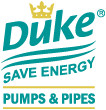 Duke®
SAVE ENERGY
PUMPS & PIPES